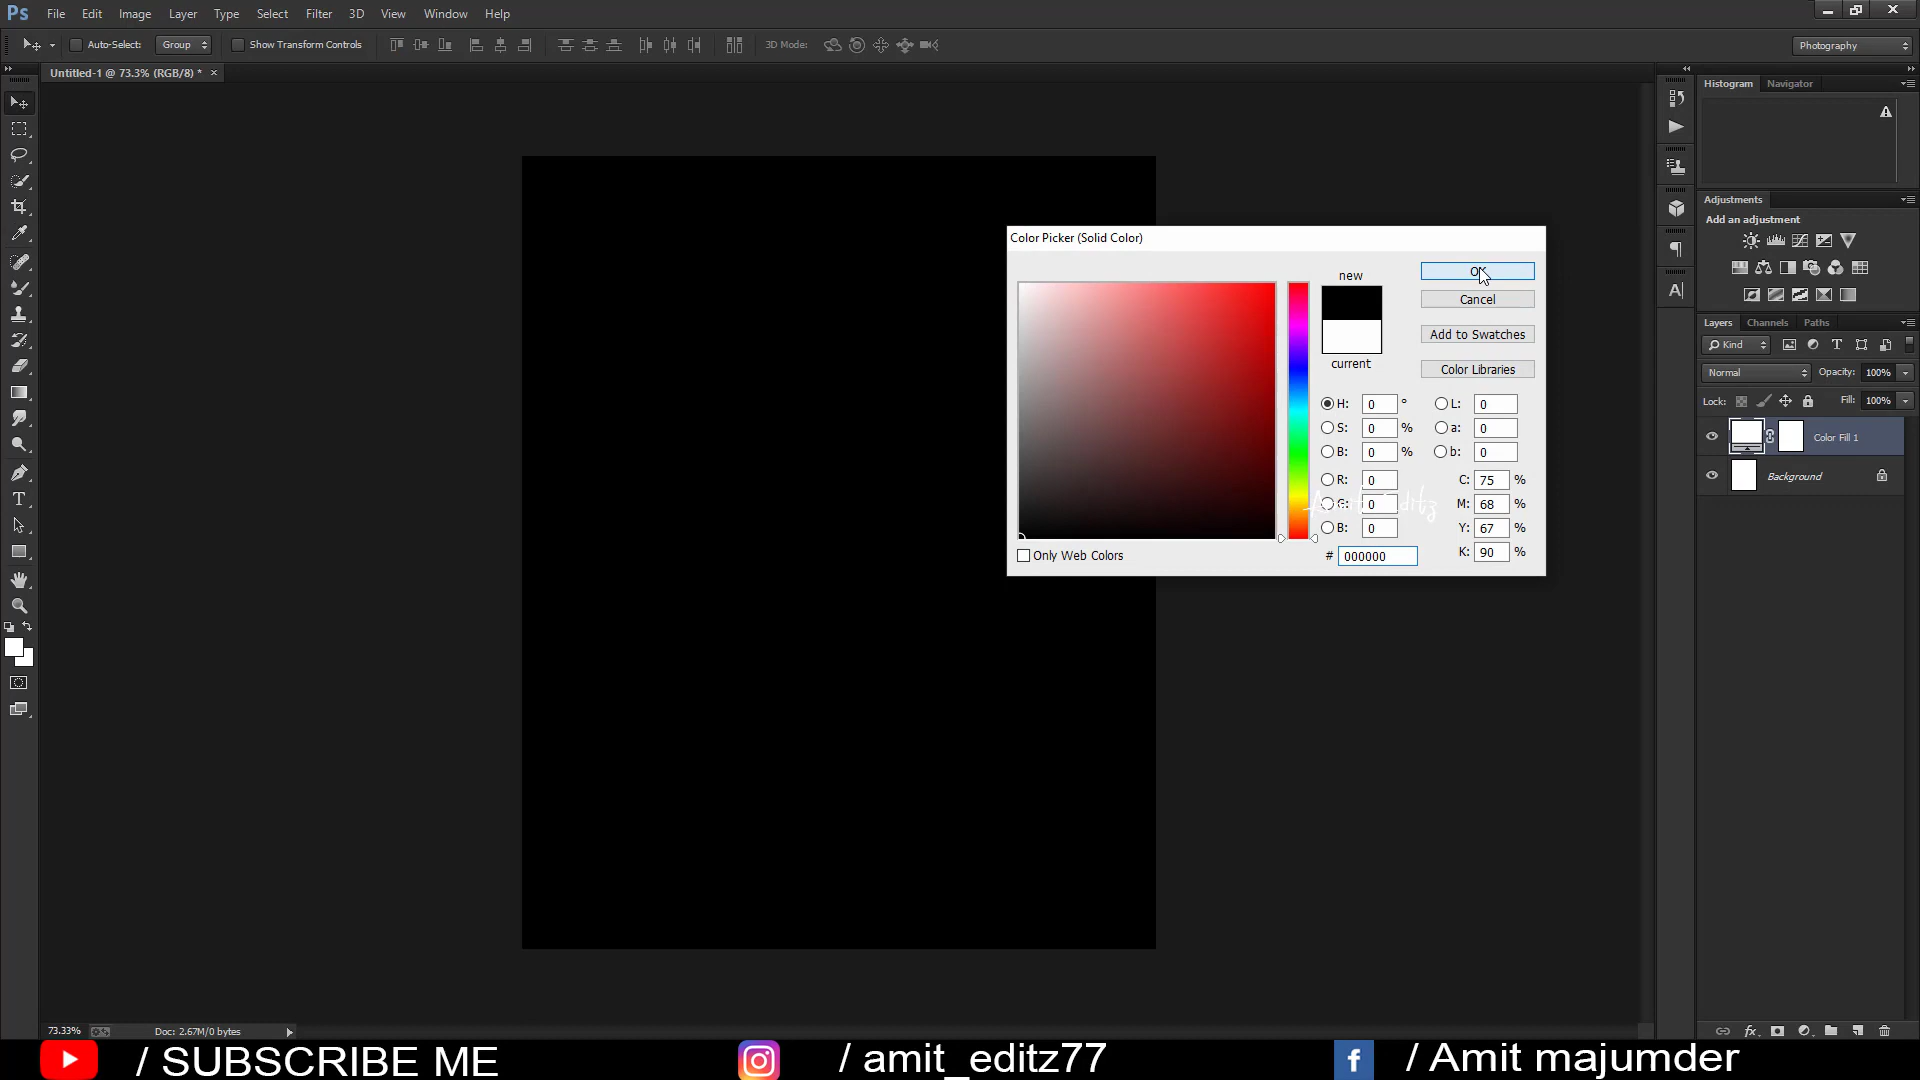 Ps File Edit Image Layer Type Select Filter 3D View Window Help
Auto-Select: Group Show Transform Controls 3D Mode: Photography
Untitled-1 @ 73.3% (RGB/8) *
Histogram Navigator
Adjustments
Add an adjustment
Layers Channels Paths
Kind
Normal Opacity: 100%
Lock: Fill: 100%
Color Fill 1
Background
Color Picker (Solid Color)
new
current
OK
Cancel
Add to Swatches
Color Libraries
H: 0 ° L: 0
S: 0 % a: 0
B: 0 % b: 0
R: 0 C: 75 %
G: 0 M: 68 %
B: 0 Y: 67 %
# 000000 K: 90 %
Only Web Colors
Amit Editz
73.33% Doc: 2.67M/0 bytes
/ SUBSCRIBE ME / amit_editz77 / Amit majumder